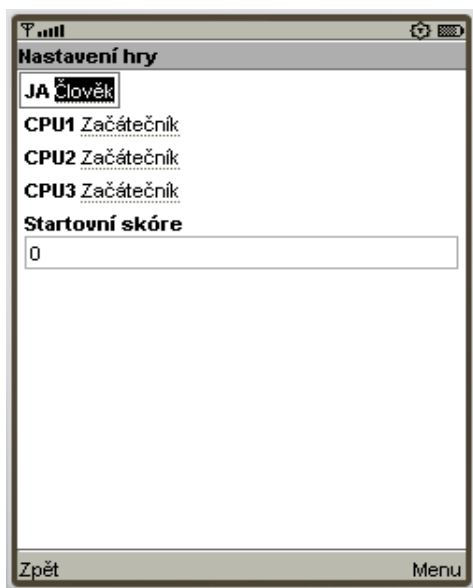 Nastavení hry
JA Člověk
CPU1 Začátečník
CPU2 Začátečník
CPU3 Začátečník
Startovní skóre
0
Zpět Menu